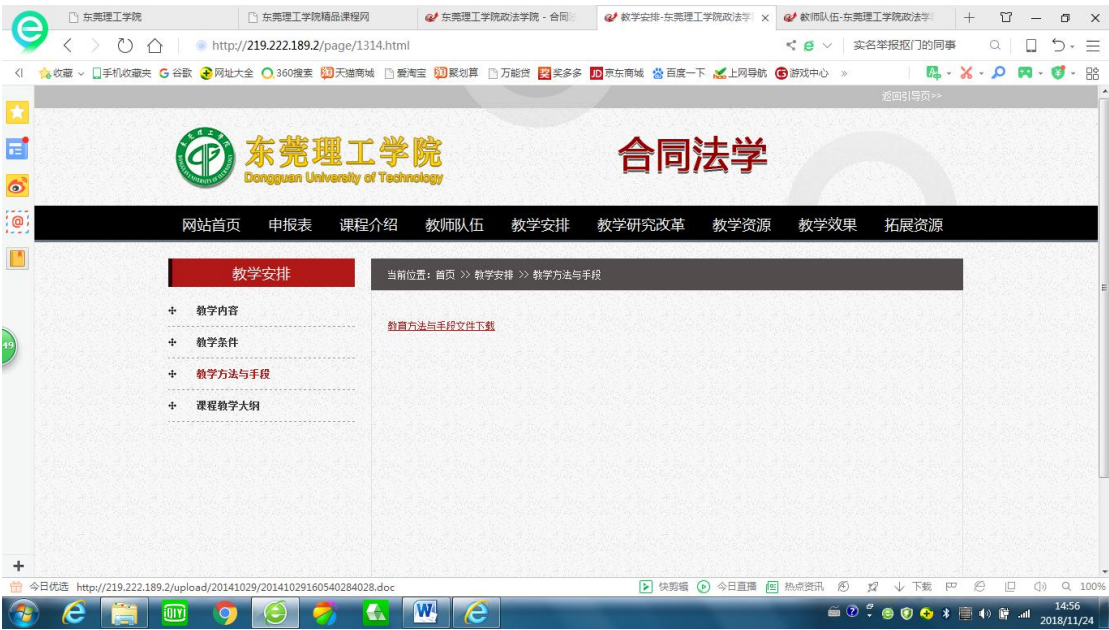 东莞理工学院
东莞理工学院精品课程网
东莞理工学院政法学院 - 合同
教学安排-东莞理工学院政法学
教师队伍-东莞理工学院政法学
http://219.222.189.2/page/1314.html
实名举报抠门的同事
收藏 手机收藏夹 谷歌 网址大全 360搜索 天猫商城 爱淘宝 聚划算 万能贷 奖多多 京东商城 百度一下 上网导航 游戏中心 »
返回引导页>>
东莞理工学院
Dongguan University of Technology
合同法学
网站首页 申报表 课程介绍 教师队伍 教学安排 教学研究改革 教学资源 教学效果 拓展资源
教学安排
当前位置：首页 >> 教学安排 >> 教学方法与手段
教学内容
教学条件
教学方法与手段
课程教学大纲
教育方法与手段文件下载
49
今日优选 http://219.222.189.2/upload/20141029/20141029160540284028.doc
快剪辑 今日直播 热点资讯 下载 100%
14:56
2018/11/24